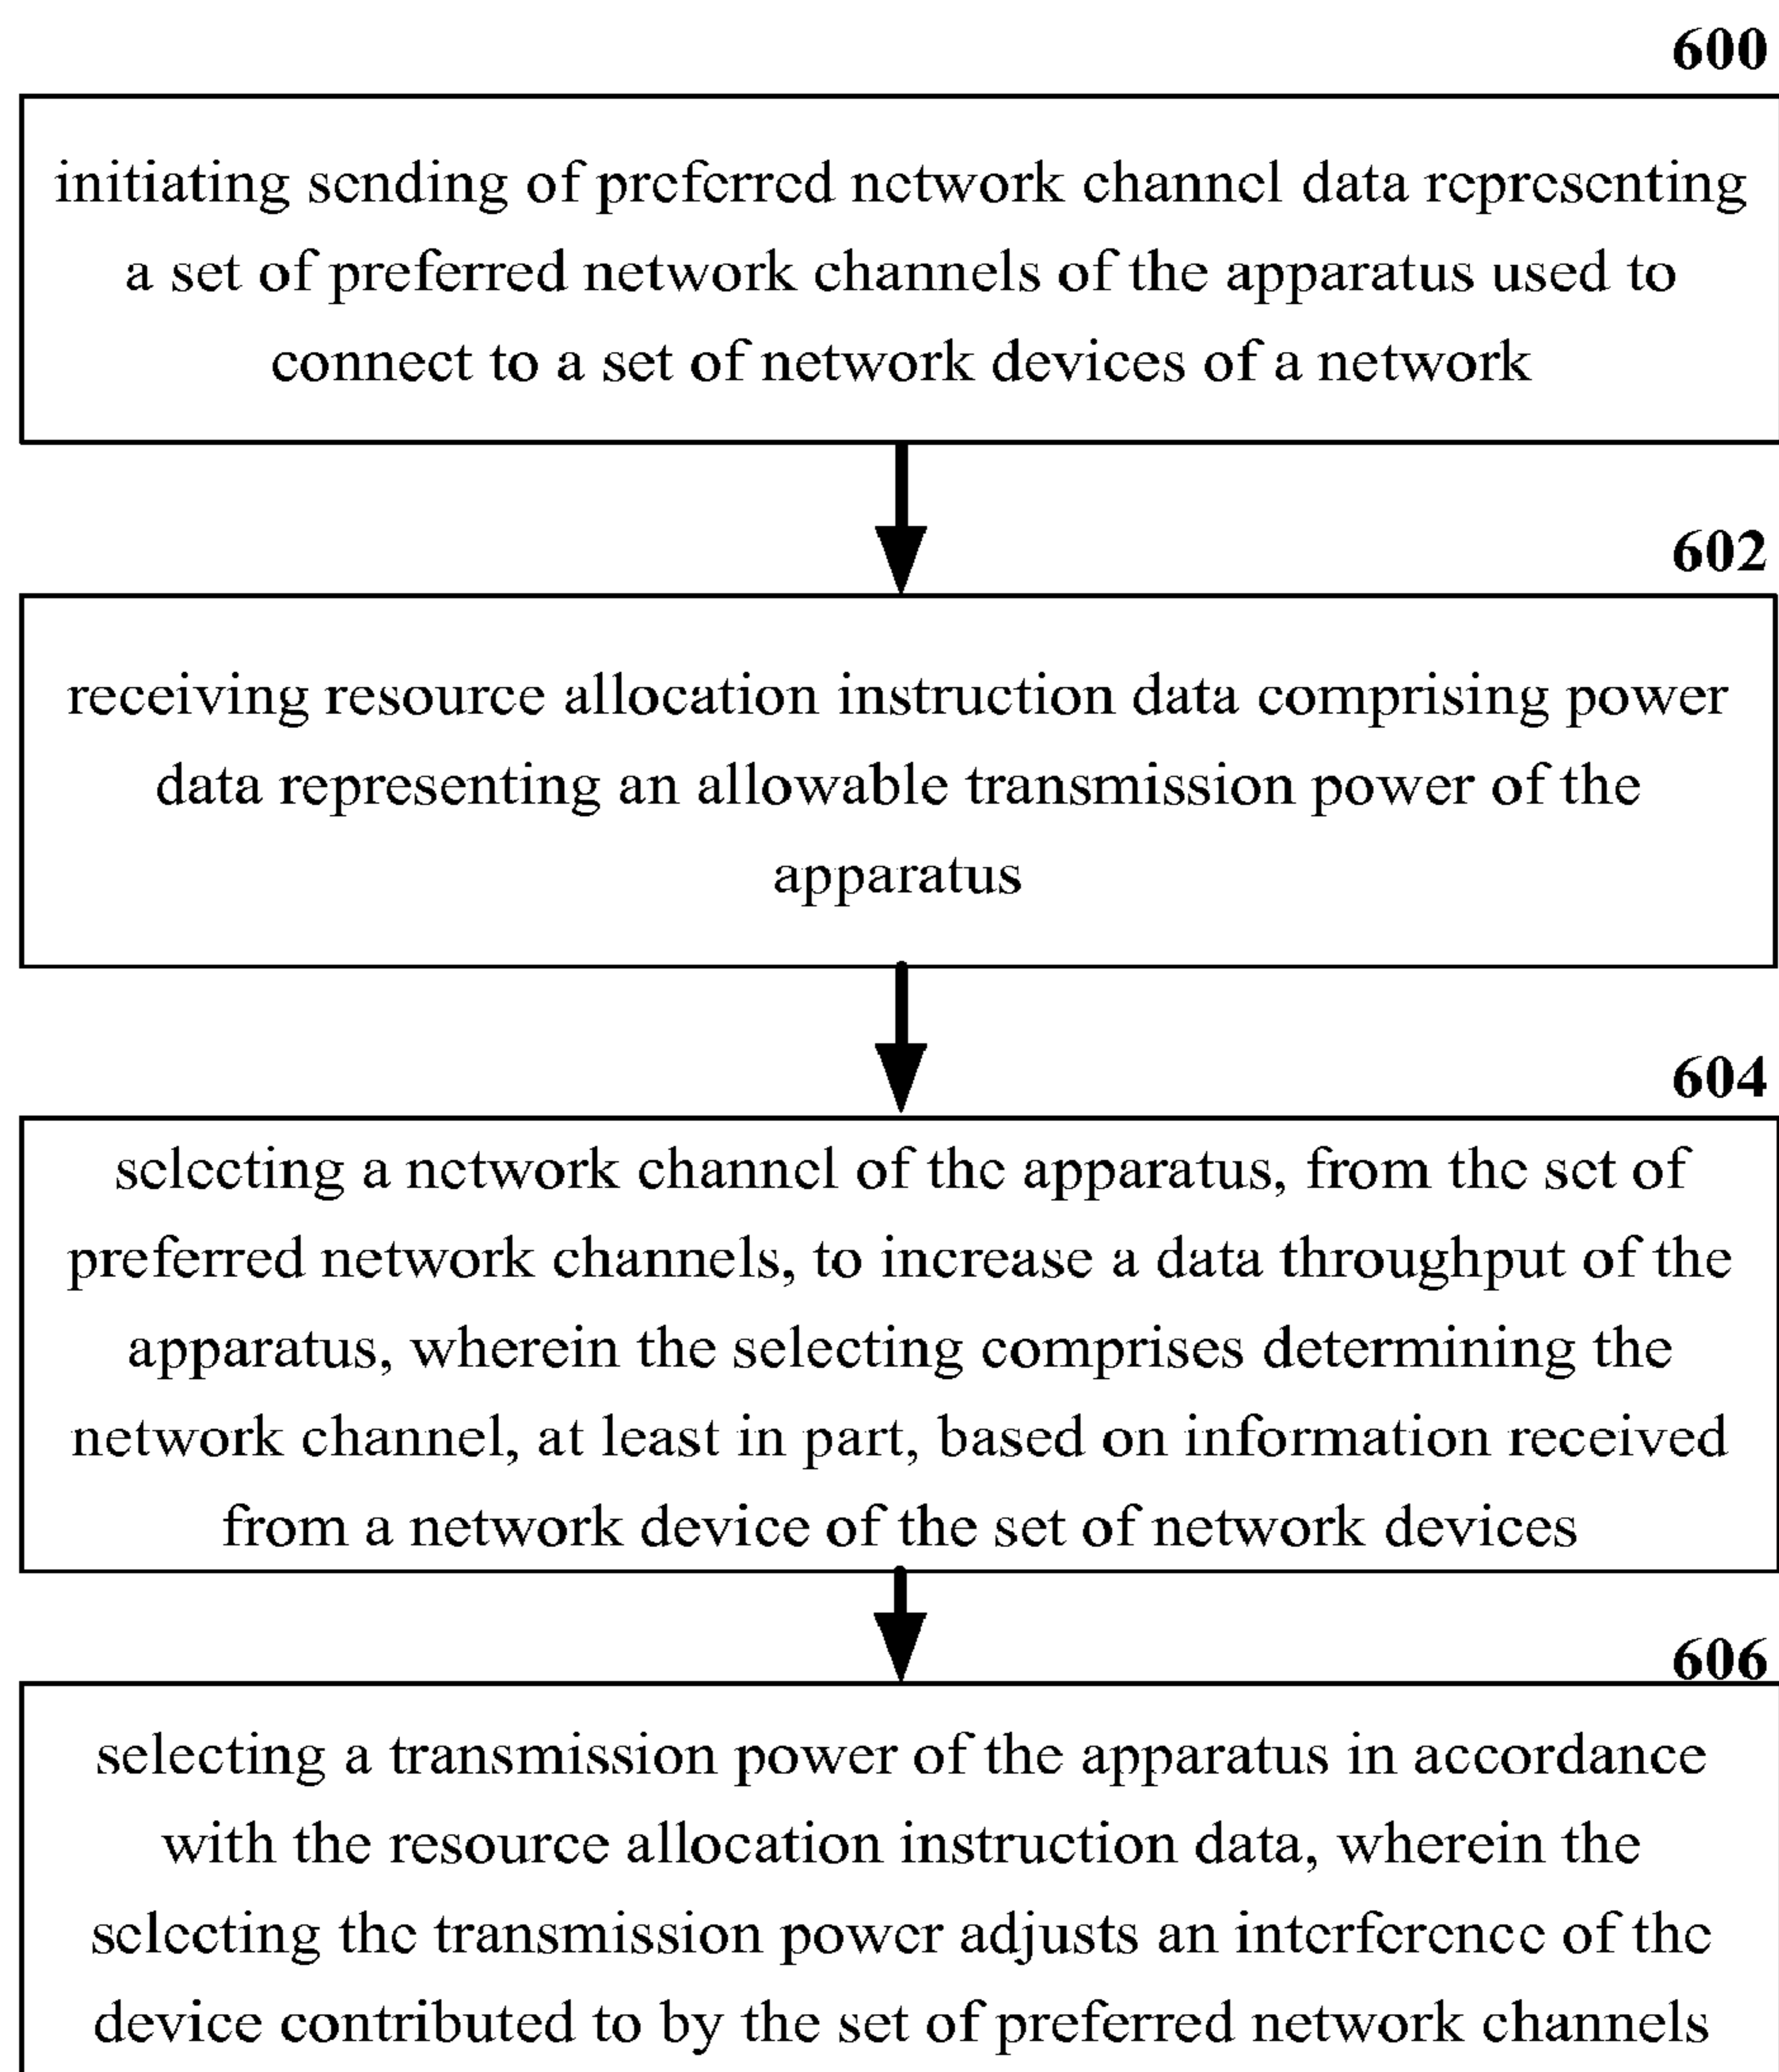 600
initiating sending of preferred network channel data representing
a set of preferred network channels of the apparatus used to
connect to a set of network devices of a network
602
receiving resource allocation instruction data comprising power
data representing an allowable transmission power of the
apparatus
604
selecting a network channel of the apparatus, from the set of
preferred network channels, to increase a data throughput of the
apparatus, wherein the selecting comprises determining the
network channel, at least in part, based on information received
from a network device of the set of network devices
606
selecting a transmission power of the apparatus in accordance
with the resource allocation instruction data, wherein the
selecting the transmission power adjusts an interference of the
device contributed to by the set of preferred network channels